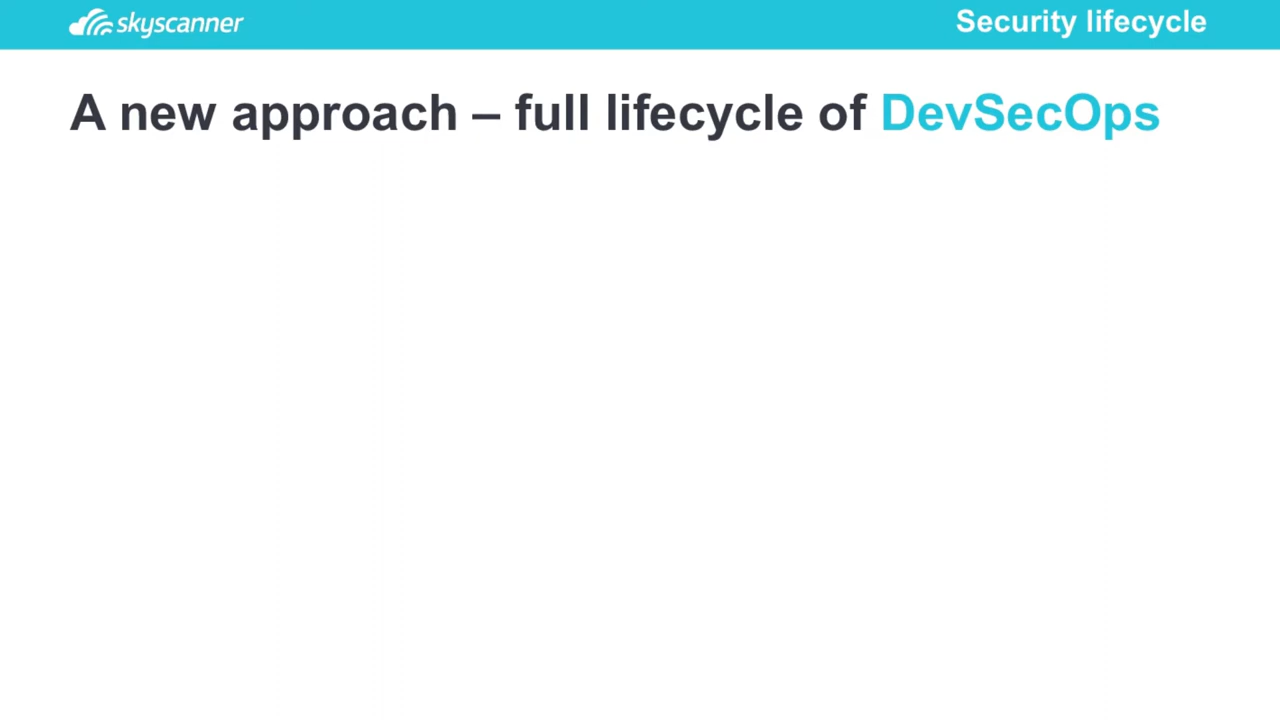 skyscanner
Security lifecycle
A new approach – full lifecycle of DevSecOps